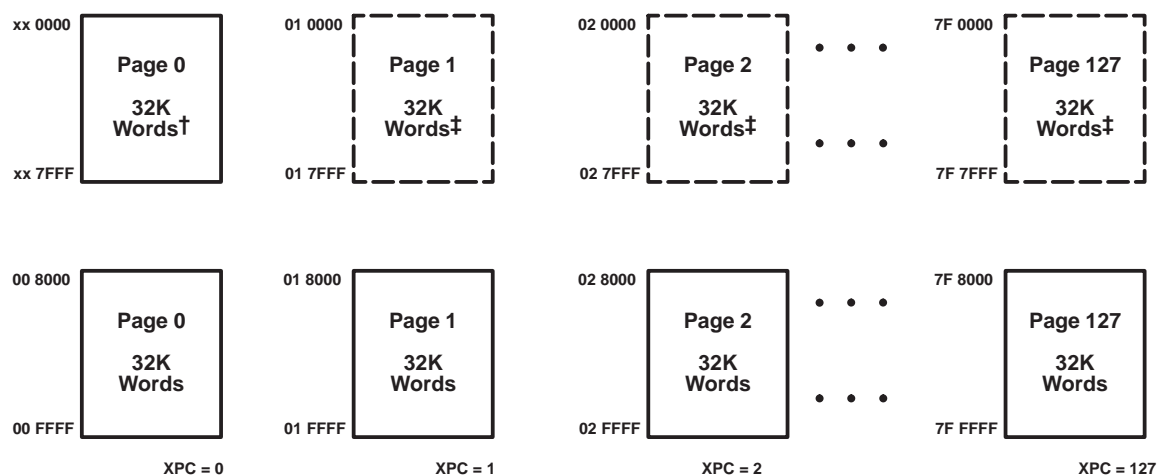 xx 0000
Page 0
32K
Words†
xx 7FFF
01 0000
Page 1
32K
Words‡
01 7FFF
02 0000
Page 2
32K
Words‡
02 7FFF
• • •
• • •
7F 0000
Page 127
32K
Words‡
7F 7FFF
00 8000
Page 0
32K
Words
00 FFFF
XPC = 0
01 8000
Page 1
32K
Words
01 FFFF
XPC = 1
02 8000
Page 2
32K
Words
02 FFFF
XPC = 2
• • •
• • •
7F 8000
Page 127
32K
Words
7F FFFF
XPC = 127